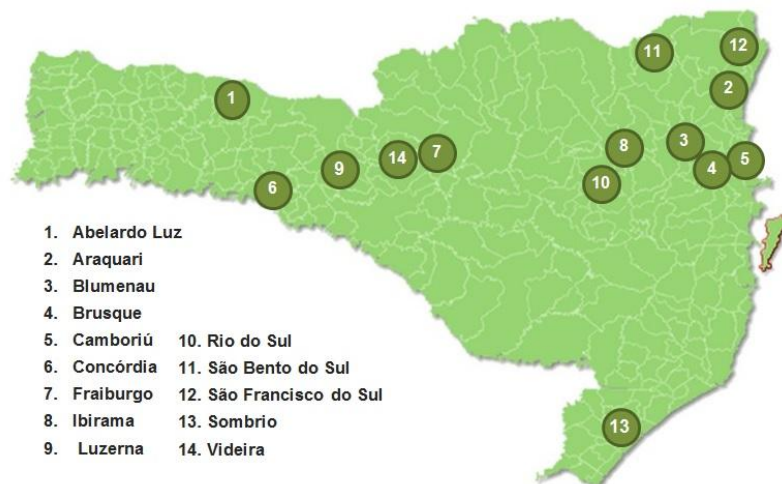 12
11
2
1
3
8
14
7
5
4
9
10
6
1. Abelardo Luz
2. Araquari
3. Blumenau
4. Brusque
5. Camboriú
6. Concórdia
7. Fraiburgo
8. Ibirama
9. Luzerna
10. Rio do Sul
11. São Bento do Sul
12. São Francisco do Sul
13. Sombrio
14. Videira
13